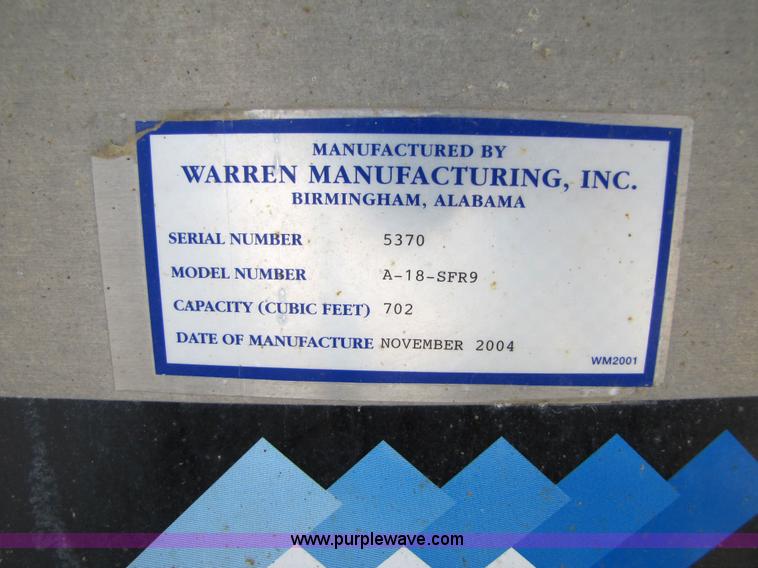 MANUFACTURED BY
WARREN MANUFACTURING, INC.
BIRMINGHAM, ALABAMA
SERIAL NUMBER 5370
MODEL NUMBER A-18-SFR9
CAPACITY (CUBIC FEET) 702
DATE OF MANUFACTURE NOVEMBER 2004
WM2001
www.purplewave.com